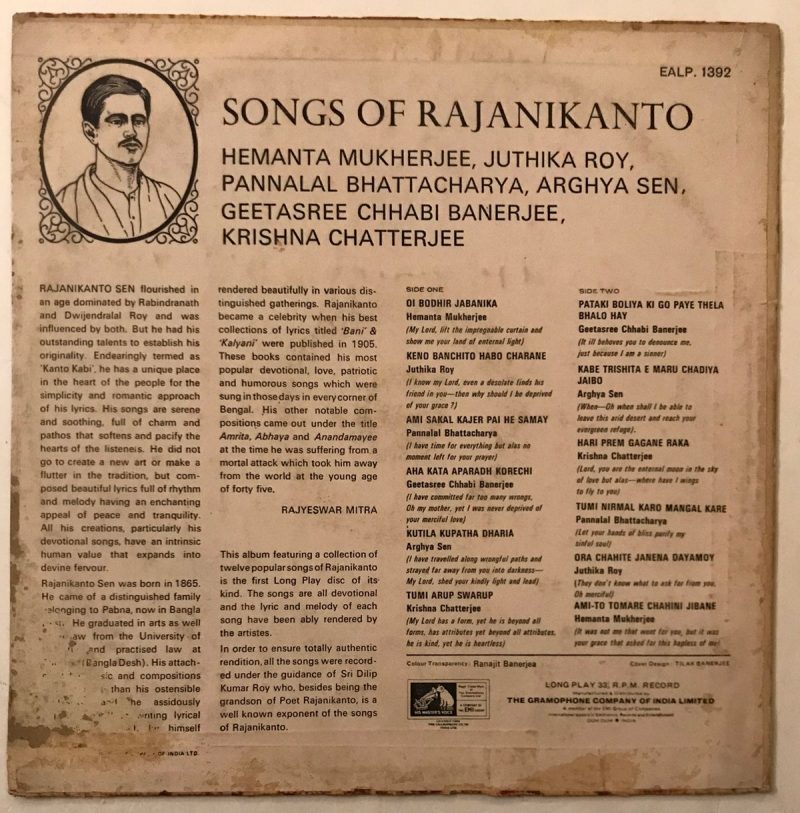 EALP. 1392
SONGS OF RAJANIKANTO
HEMANTA MUKHERJEE, JUTHIKA ROY,
PANNALAL BHATTACHARYA, ARGHYA SEN,
GEETASREE CHHABI BANERJEE,
KRISHNA CHATTERJEE
RAJANIKANTO SEN flourished in
an age dominated by Rabindranath
and Dwijendralal Roy and was
influenced by both. But he had his
outstanding talents to establish his
originality. Endearingly termed as
'Kanto Kabi', he has a unique place
in the heart of the people for the
simplicity and romantic approach
of his lyrics. His songs are serene
and soothing, full of charm and
pathos that softens and pacify the
hearts of the listeneis. He did not
go to create a new art or make a
flutter in the tradition, but com-
posed beautiful lyrics full of rhythm
and melody having an enchanting
appeal of peace and tranquility.
All his creations, particularly his
devotional songs, have an intrinsic
human value that expands into
devine fervour.
Rajanikanto Sen was born in 1865.
He came of a distinguished family
belonging to Pabna, now in Bangla
He graduated in arts as well
law from the University of
and practised law at
(Bangla Desh). His attach-
and compositions
than his ostensible
he assiduously
lyrical
himself
OF INDIA LTD.
rendered beautifully in various dis-
tinguished gatherings. Rajanikanto
became a celebrity when his best
collections of lyrics titled 'Bani' &
'Kalyani' were published in 1905.
These books contained his most
popular devotional, love, patriotic
and humorous songs which were
sung in those days in every corner of
Bengal. His other notable com-
positions came out under the title
Amrita, Abhaya and Anandamayee
at the time he was suffering from a
mortal attack which took him away
from the world at the young age
of forty five.
RAJYESWAR MITRA
This album featuring a collection of
twelve popular songs of Rajanikanto
is the first Long Play disc of its
kind. The songs are all devotional
and the lyric and melody of each
song have been ably rendered by
the artistes.
In order to ensure totally authentic
rendition, all the songs were record-
ed under the guidance of Sri Dilip
Kumar Roy who, besides being the
grandson of Poet Rajanikanto, is a
well known exponent of the songs
of Rajanikanto.
SIDE ONE
OI BODHIR JABANIKA
Hemanta Mukherjee
(My Lord, lift the impregnable curtain and
show me your land of eternal light)
KENO BANCHITO HABO CHARANE
Juthika Roy
(I know my Lord, even a desolate finds his
friend in you—then why should I be deprived
of your grace ?)
AMI SAKAL KAJER PAI HE SAMAY
Pannalal Bhattacharya
(I have time for everything but alas no
moment left for your prayer)
AHA KATA APARADH KORECHI
Geetasree Chhabi Banerjee
(I have committed far too many wrongs,
Oh my mother, yet I was never deprived of
your merciful love)
KUTILA KUPATHA DHARIA
Arghya Sen
(I have travelled along wrongful paths and
strayed far away from you into darkness—
My Lord, shed your kindly light and lead)
TUMI ARUP SWARUP
Krishna Chatterjee
(My Lord has a form, yet he is beyond all
forms, has attributes yet beyond all attributes,
he is kind, yet he is heartless)
SIDE TWO
PATAKI BOLIYA KI GO PAYE THELA
BHALO HAY
Geetasree Chhabi Banerjee
(It ill behoves you to denounce me,
just because I am a sinner)
KABE TRISHITA E MARU CHADIYA
JAIBO
Arghya Sen
(When—Oh when shall I be able to
leave this arid desert and reach your
evergreen refuge).
HARI PREM GAGANE RAKA
Krishna Chatterjee
(Lord, you are the enternal moon in the sky
of love but alas—where have I wings
to fly to you)
TUMI NIRMAL KARO MANGAL KARE
Pannalal Bhattacharya
(Let your hands of bliss purify my
sinful soul)
ORA CHAHITE JANENA DAYAMOY
Juthika Roy
(They don't know what to ask for from you,
Oh merciful)
AMI-TO TOMARE CHAHINI JIBANE
Hemanta Mukherjee
(It was not me that went for you, but it was
your grace that asked for this hapless of me)
Colour Transparency: Ranajit Banerjea
Cover Design: TILAK BANERJEE
HIS MASTER'S VOICE
EMI
LONG PLAY 33⅓ R.P.M. RECORD
Manufactured & Distributed by
THE GRAMOPHONE COMPANY OF INDIA LIMITED
A member of the EMI Group of Companies
International Leaders in Electronics, Records and Entertainment
DUM DUM ● INDIA